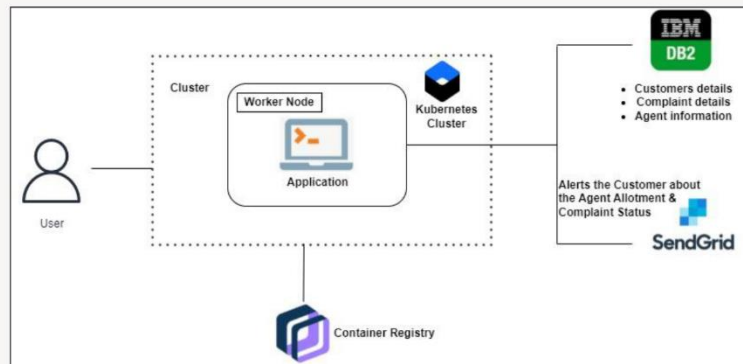 IBM
DB2
• Customers details
• Complaint details
• Agent information
Cluster
Worker Node
Kubernetes
Cluster
Application
User
Alerts the Customer about
the Agent Allotment &
Complaint Status
SendGrid
Container Registry